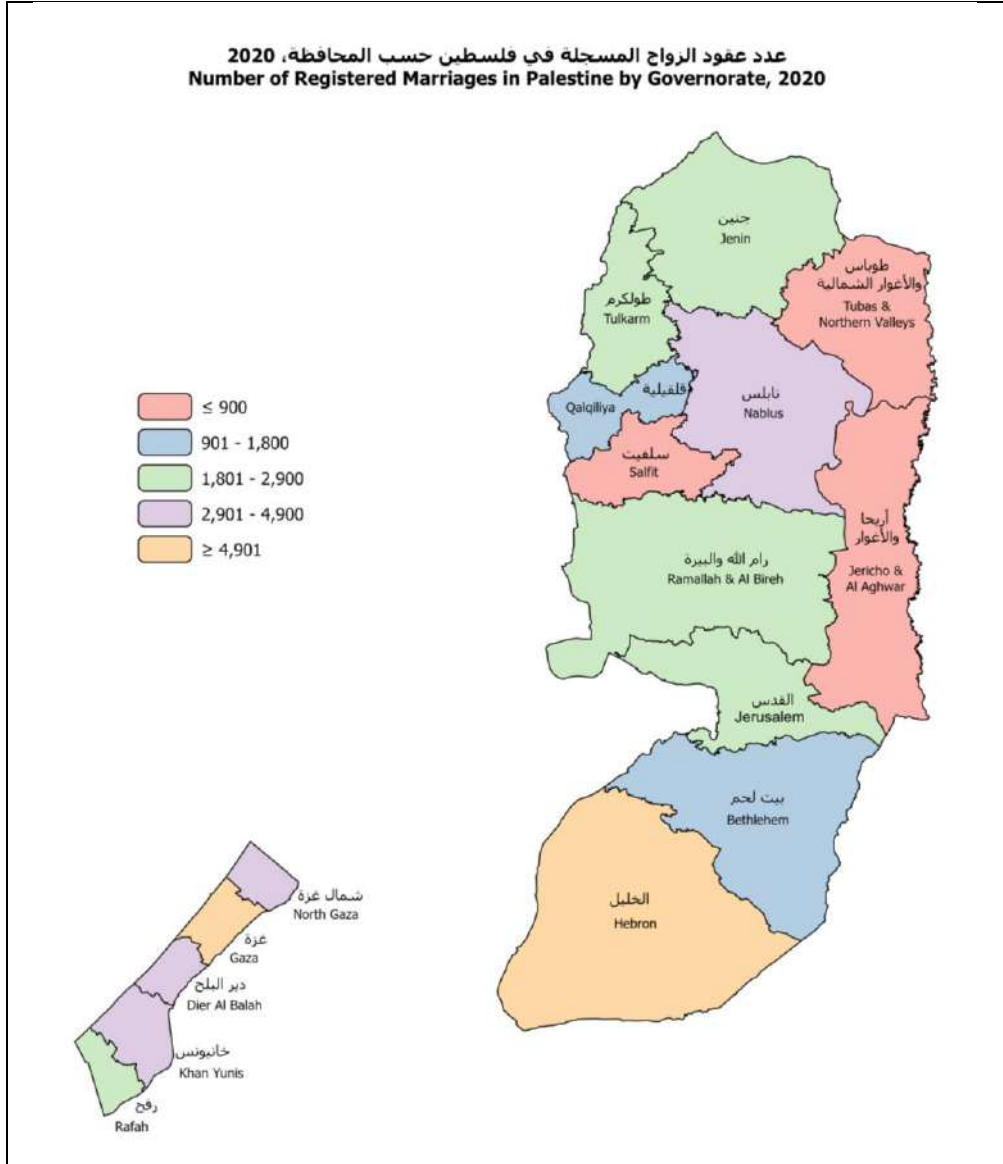 عدد عقود الزواج المسجلة في فلسطين حسب المحافظة، 2020
Number of Registered Marriages in Palestine by Governorate, 2020
جنين
Jenin
طوباس
والأغوار الشمالية
Tubas &
Northern Valleys
طولكرم
Tulkarm
قلقيلية
Qalqiliya
نابلس
Nablus
سلفيت
Salfit
≤ 900
901 - 1,800
1,801 - 2,900
2,901 - 4,900
≥ 4,901
أريحا
والأغوار
Jericho &
Al Aghwar
رام الله والبيرة
Ramallah & Al Bireh
القدس
Jerusalem
بيت لحم
Bethlehem
الخليل
Hebron
شمال غزة
North Gaza
غزة
Gaza
دير البلح
Dier Al Balah
خانيونس
Khan Yunis
رفح
Rafah